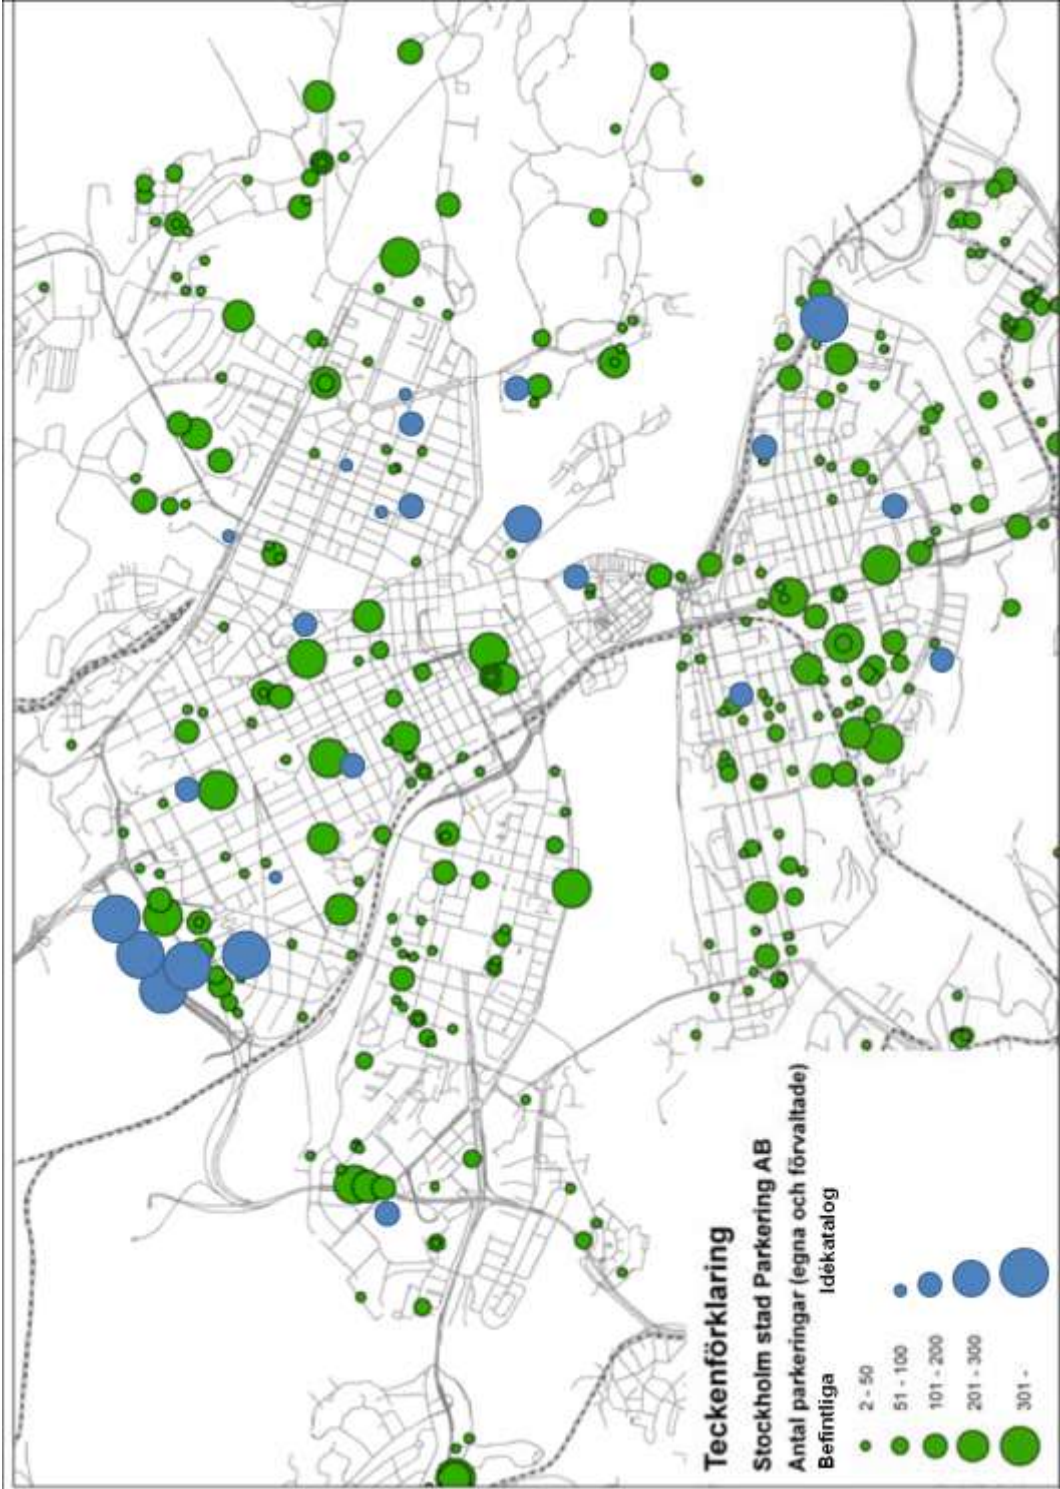 Teckenförklaring
Stockholm stad Parkering AB
Antal parkeringar (egna och förvaltade)
Befintliga Idékatalog
2 - 50
51 - 100
101 - 200
201 - 300
301 -